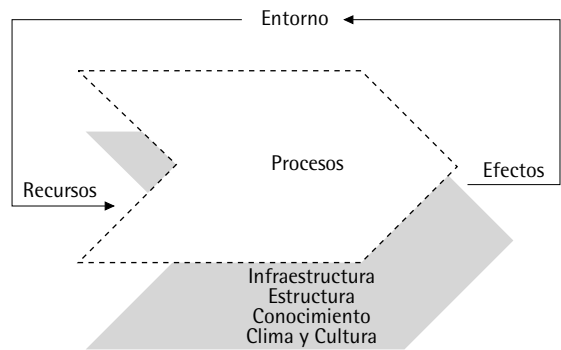 Entorno
Procesos
Efectos
Recursos
Infraestructura
Estructura
Conocimiento
Clima y Cultura